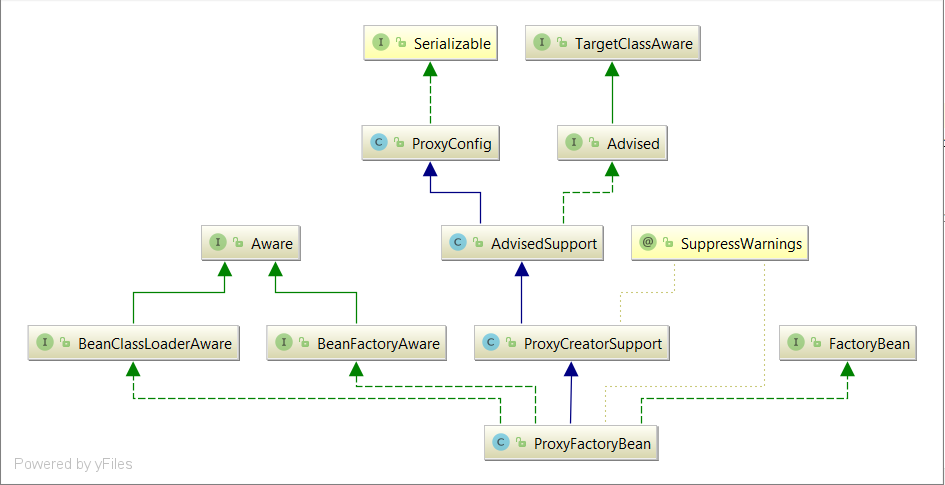 I Serializable
I TargetClassAware
C ProxyConfig
I Advised
I Aware
C AdvisedSupport
@ SuppressWarnings
I BeanClassLoaderAware
I BeanFactoryAware
C ProxyCreatorSupport
I FactoryBean
C ProxyFactoryBean
Powered by yFiles